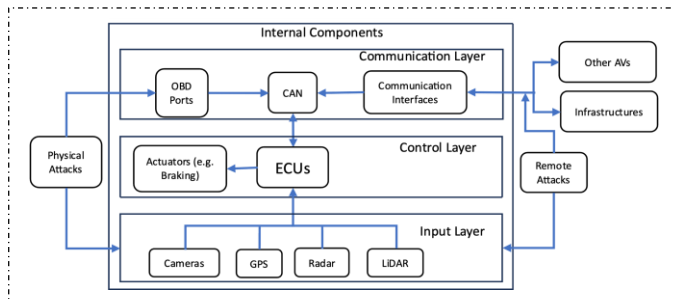 Internal Components
Communication Layer
OBD
Ports
CAN
Communication
Interfaces
Other AVs
Infrastructures
Physical
Attacks
Control Layer
Actuators (e.g.
Braking)
ECUs
Remote
Attacks
Input Layer
Cameras
GPS
Radar
LiDAR